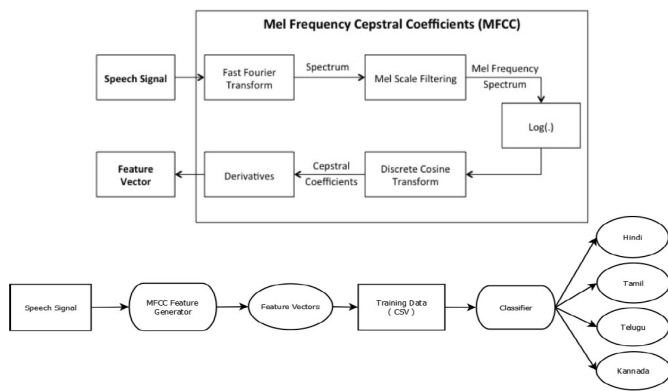 Mel Frequency Cepstral Coefficients (MFCC)
Speech Signal
Fast Fourier
Transform
Spectrum
Mel Scale Filtering
Mel Frequency
Spectrum
Log(.)
Feature
Vector
Derivatives
Cepstral
Coefficients
Discrete Cosine
Transform
Speech Signal
MFCC Feature
Generator
Feature Vectors
Training Data
( CSV )
Classifier
Hindi
Tamil
Telugu
Kannada